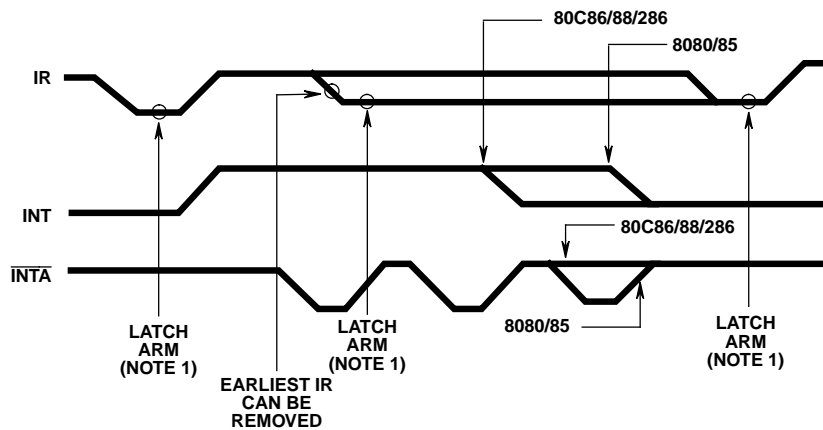 80C86/88/286
8080/85
IR
INT
80C86/88/286
INTA
8080/85
LATCH
ARM
(NOTE 1)
EARLIEST IR
CAN BE
REMOVED
LATCH
ARM
(NOTE 1)
LATCH
ARM
(NOTE 1)